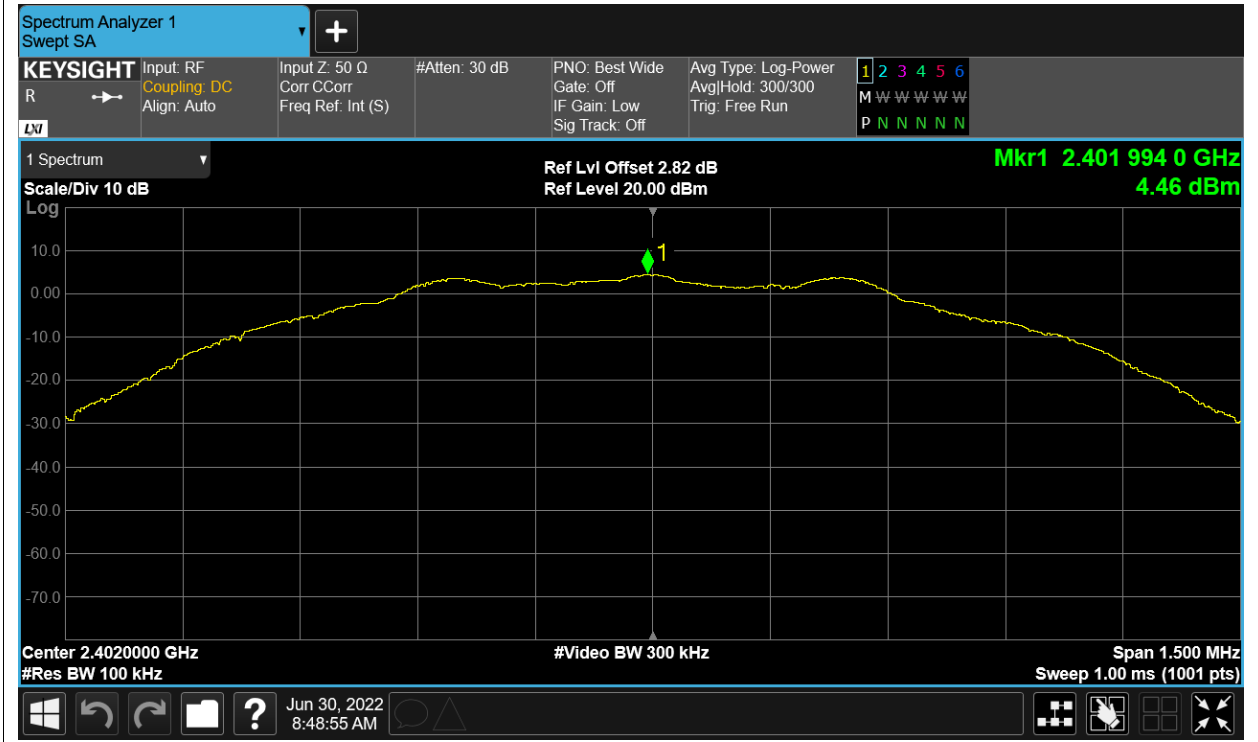 Spectrum Analyzer 1
Swept SA
+
KEYSIGHT
R
LXI
Input: RF
Coupling: DC
Align: Auto
Input Z: 50 Ω
Corr CCorr
Freq Ref: Int (S)
#Atten: 30 dB
PNO: Best Wide
Gate: Off
IF Gain: Low
Sig Track: Off
Avg Type: Log-Power
Avg|Hold: 300/300
Trig: Free Run
1 2 3 4 5 6
M W W W W W
P N N N N N
1 Spectrum
Scale/Div 10 dB
Log
Ref Lvl Offset 2.82 dB
Ref Level 20.00 dBm
Mkr1 2.401 994 0 GHz
4.46 dBm
1
10.0
0.00
-10.0
-20.0
-30.0
-40.0
-50.0
-60.0
-70.0
Center 2.4020000 GHz
#Video BW 300 kHz
Span 1.500 MHz
#Res BW 100 kHz
Sweep 1.00 ms (1001 pts)
?
Jun 30, 2022
8:48:55 AM